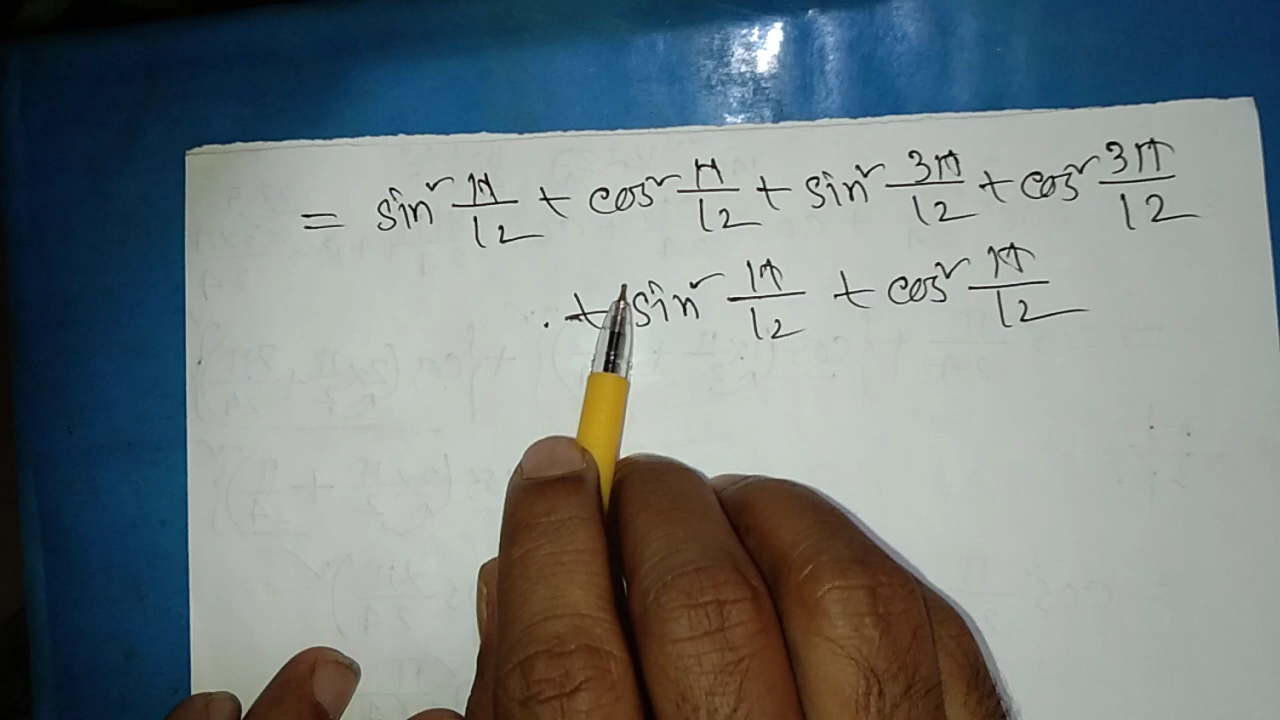 = sin² π/12 + cos² π/12 + sin² 3π/12 + cos² 3π/12
+ sin² π/12 + cos² π/12